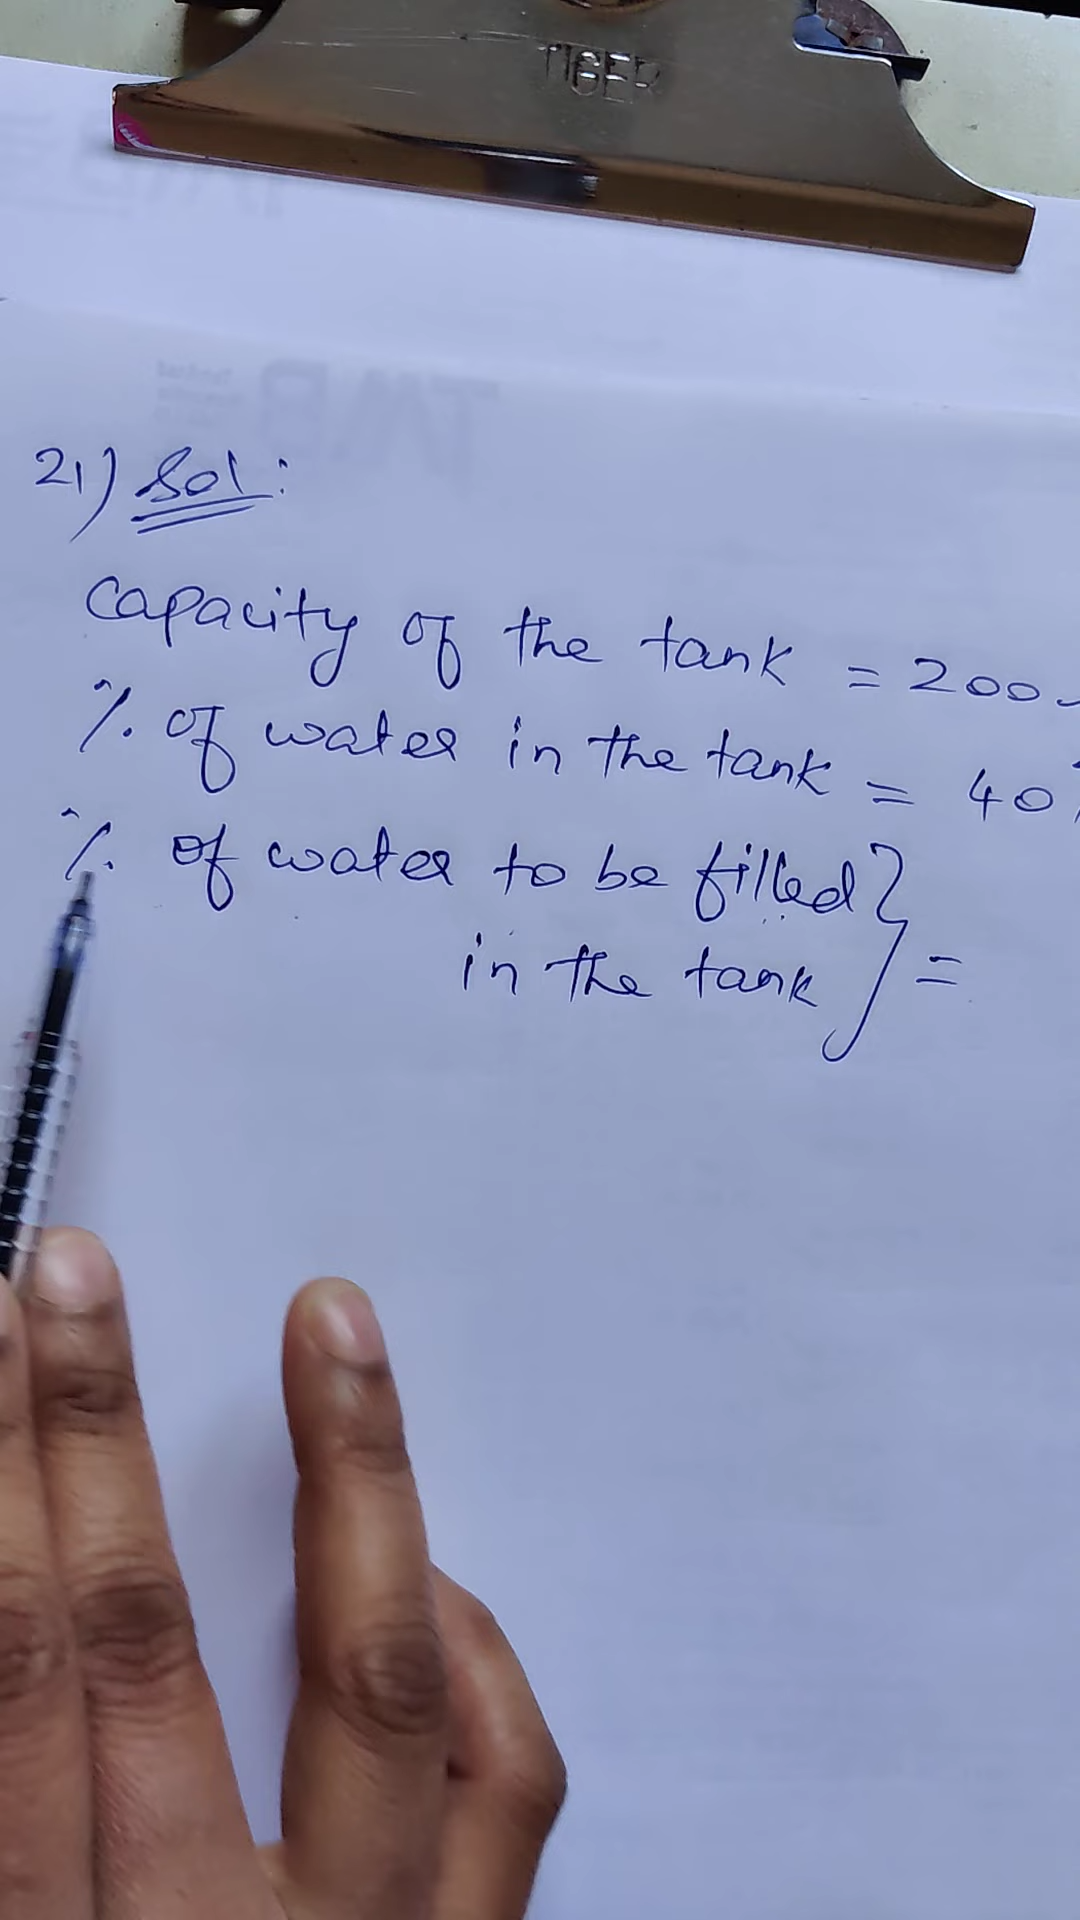 TIGER
21) Sol:
Capacity of the tank = 200
% of water in the tank = 40
% of water to be filled }
in the tank } =